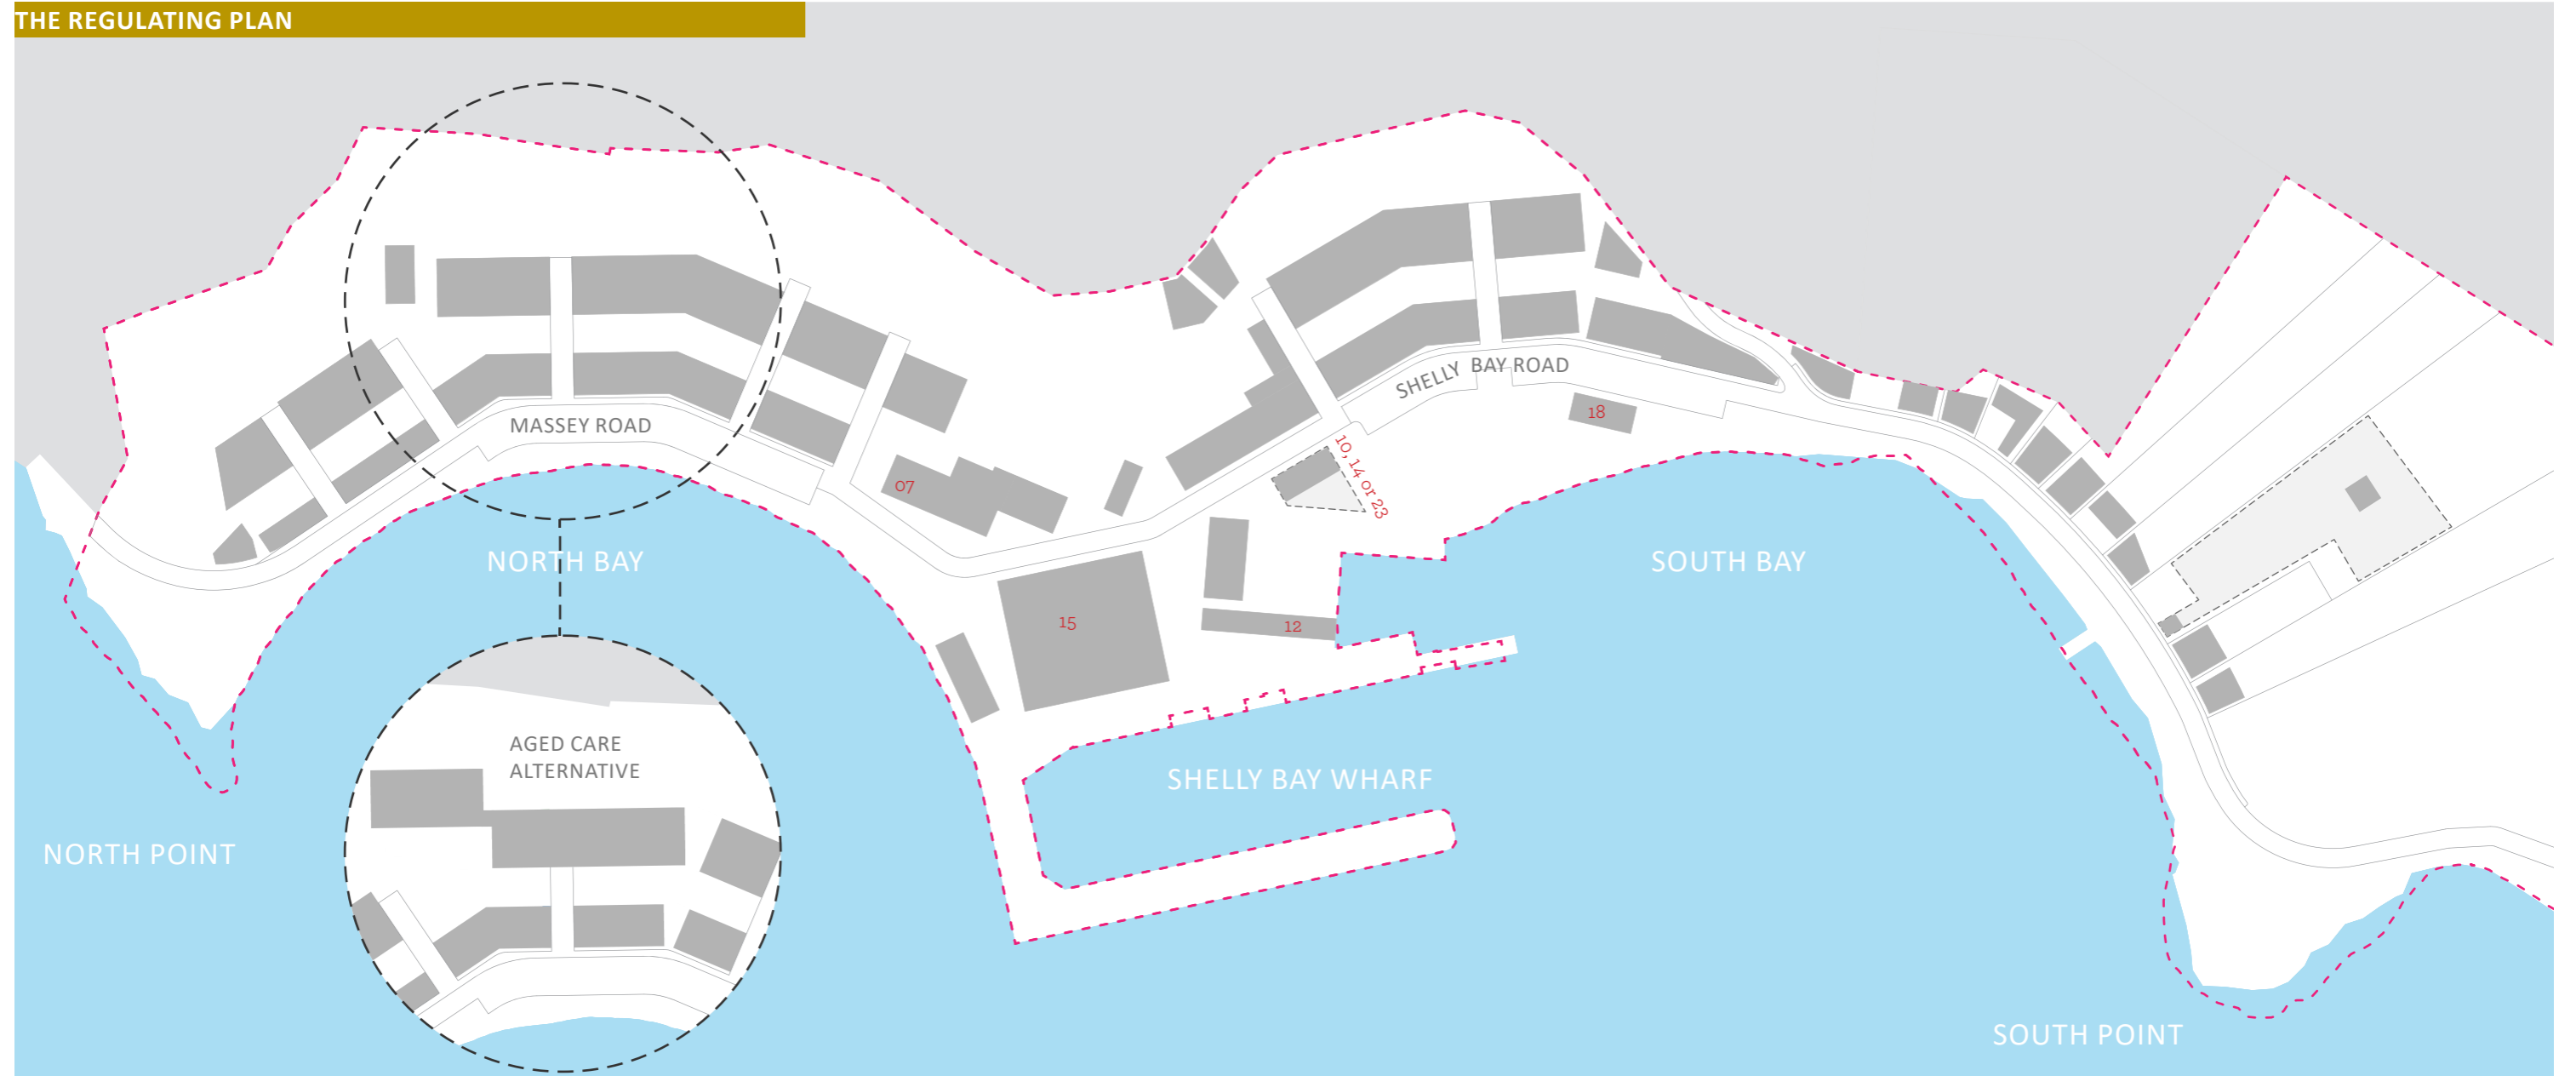 THE REGULATING PLAN
MASSEY ROAD
SHELLY BAY ROAD
18
10, 14 or 23
07
NORTH BAY
SOUTH BAY
15
12
AGED CARE
ALTERNATIVE
SHELLY BAY WHARF
NORTH POINT
SOUTH POINT